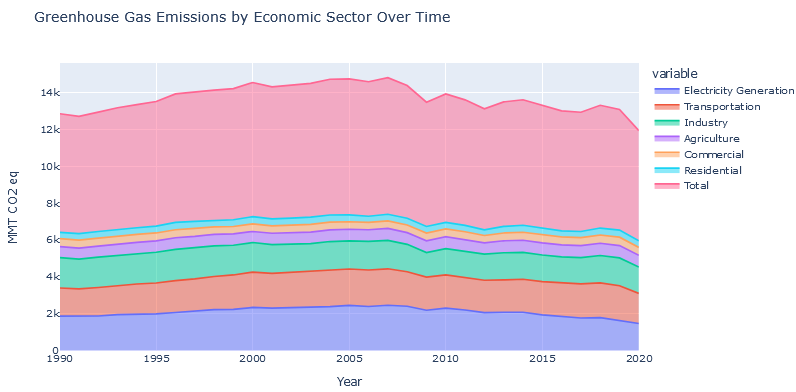 Greenhouse Gas Emissions by Economic Sector Over Time
14k
12k
10k
8k
6k
4k
2k
0
MMT CO2 eq
1990
1995
2000
2005
2010
2015
2020
Year
variable
Electricity Generation
Transportation
Industry
Agriculture
Commercial
Residential
Total